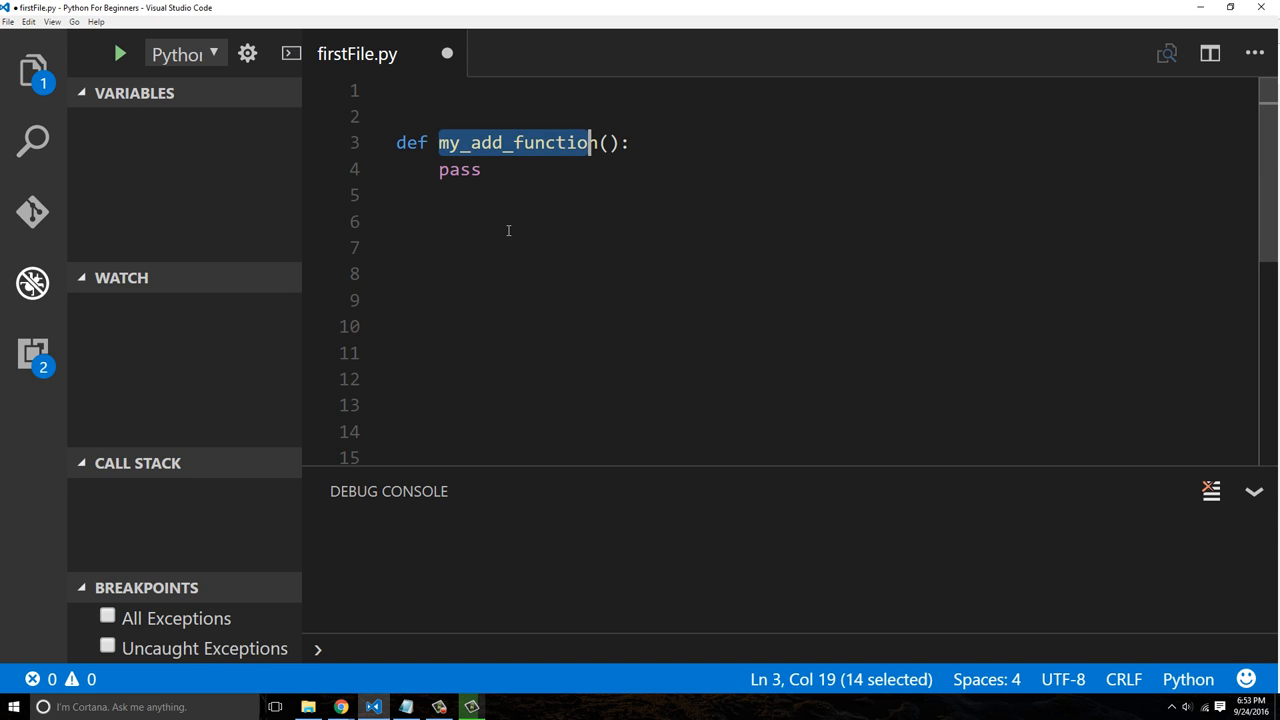 ● firstFile.py - Python For Beginners - Visual Studio Code
File Edit View Go Help
1
Python
firstFile.py
VARIABLES
1
2
3 def my_add_function():
4 pass
5
6
7
8
9
10
11
12
13
14
15
WATCH
2
CALL STACK
DEBUG CONSOLE
BREAKPOINTS
All Exceptions
Uncaught Exceptions
0 0 Ln 3, Col 19 (14 selected) Spaces: 4 UTF-8 CRLF Python
I'm Cortana. Ask me anything.
6:53 PM
9/24/2016